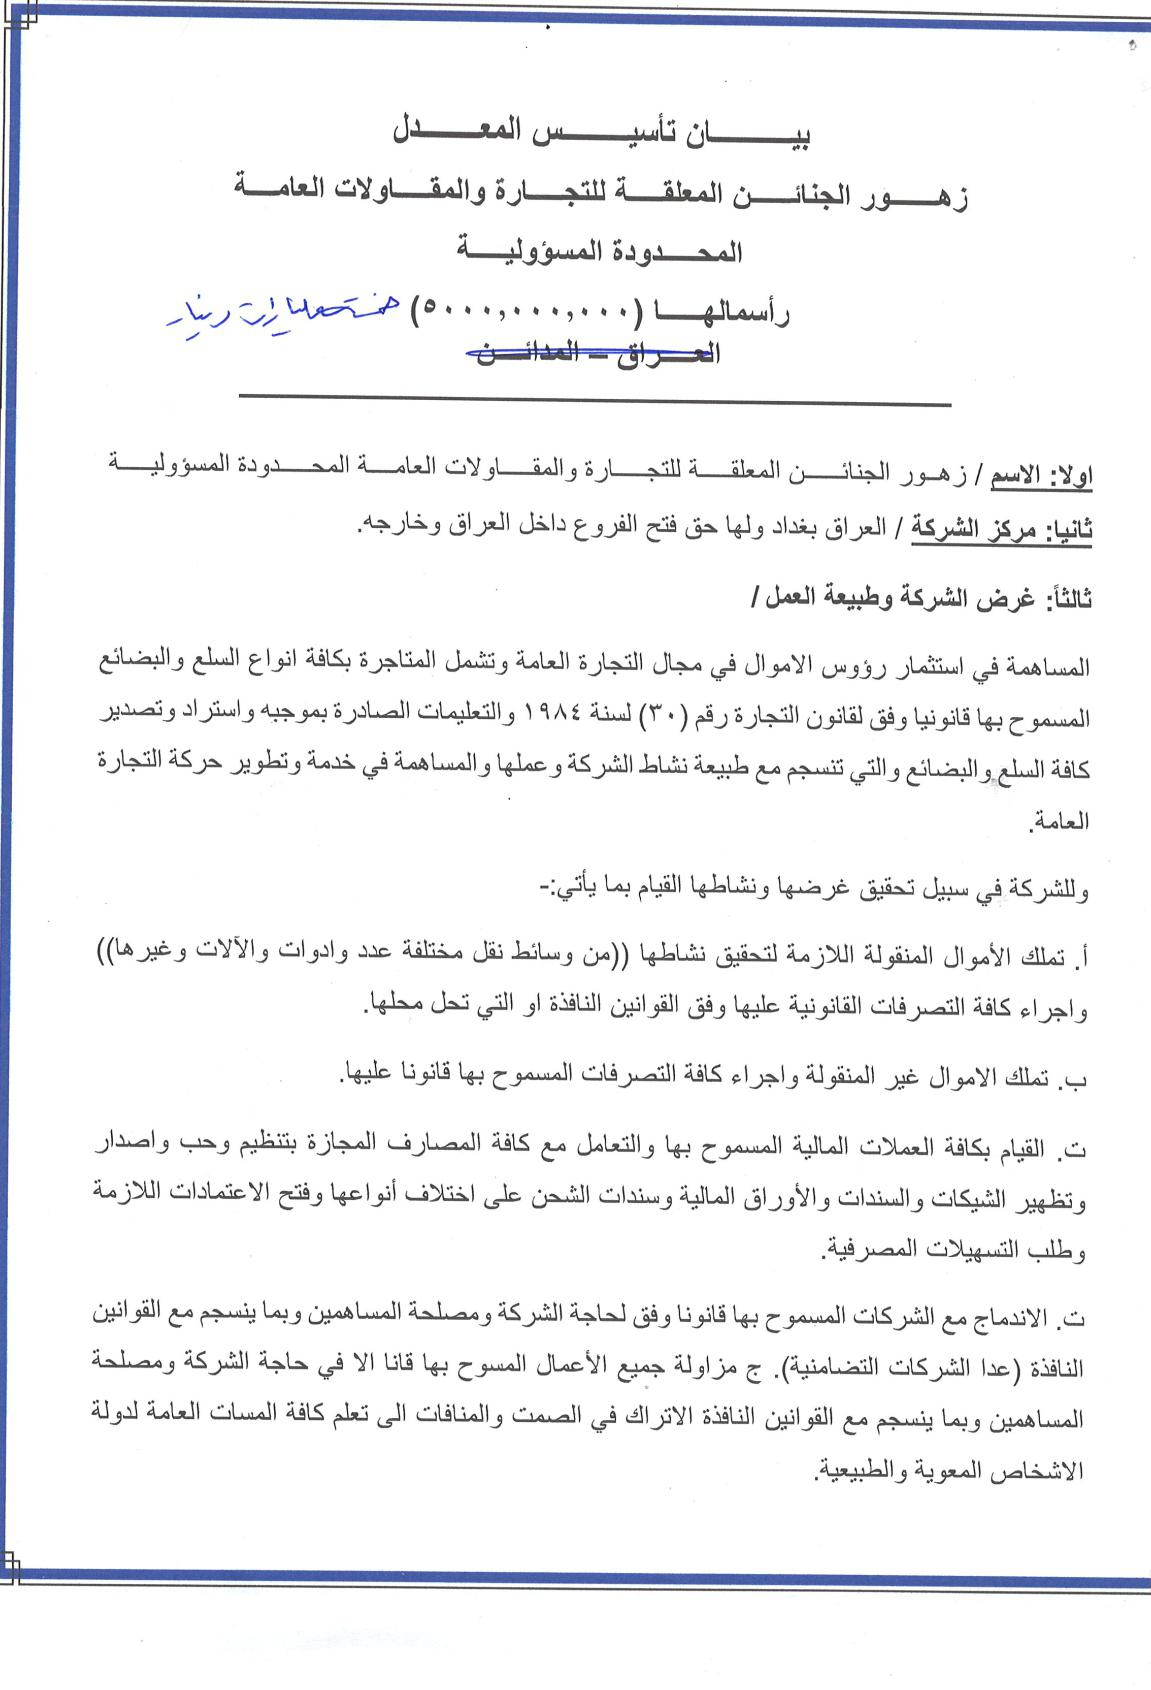 بيـــــان تأسيـــــس المعـــــدل
زهـــور الجنائـــن المعلقـــة للتجـــارة والمقـــاولات العامـــة
المحـــدودة المسؤوليـــة
رأسمالهـــا (٥٠٠٠,٠٠٠,٠٠٠) خمسة مليارات دينار
العـــراق – المدائـــن
اولا: الاسم / زهـور الجنائـن المعلقـة للتجـارة والمقـاولات العامـة المحـدودة المسؤوليـة
ثانيا: مركز الشركة / العراق بغداد ولها حق فتح الفروع داخل العراق وخارجه.
ثالثاً: غرض الشركة وطبيعة العمل /
المساهمة في استثمار رؤوس الاموال في مجال التجارة العامة وتشمل المتاجرة بكافة انواع السلع والبضائع
المسموح بها قانونيا وفق لقانون التجارة رقم (٣٠) لسنة ١٩٨٤ والتعليمات الصادرة بموجبه واستراد وتصدير
كافة السلع والبضائع والتي تنسجم مع طبيعة نشاط الشركة وعملها والمساهمة في خدمة وتطوير حركة التجارة
العامة.
وللشركة في سبيل تحقيق غرضها ونشاطها القيام بما يأتي:-
أ. تملك الأموال المنقولة اللازمة لتحقيق نشاطها ((من وسائط نقل مختلفة عدد وادوات والآلات وغيرها))
واجراء كافة التصرفات القانونية عليها وفق القوانين النافذة او التي تحل محلها.
ب. تملك الاموال غير المنقولة واجراء كافة التصرفات المسموح بها قانونا عليها.
ت. القيام بكافة العملات المالية المسموح بها والتعامل مع كافة المصارف المجازة بتنظيم وحب واصدار
وتظهير الشيكات والسندات والأوراق المالية وسندات الشحن على اختلاف أنواعها وفتح الاعتمادات اللازمة
وطلب التسهيلات المصرفية.
ت. الاندماج مع الشركات المسموح بها قانونا وفق لحاجة الشركة ومصلحة المساهمين وبما ينسجم مع القوانين
النافذة (عدا الشركات التضامنية). ج مزاولة جميع الأعمال المسوح بها قانا الا في حاجة الشركة ومصلحة
المساهمين وبما ينسجم مع القوانين النافذة الاتراك في الصمت والمنافات الى تعلم كافة المسات العامة لدولة
الاشخاص المعوية والطبيعية.